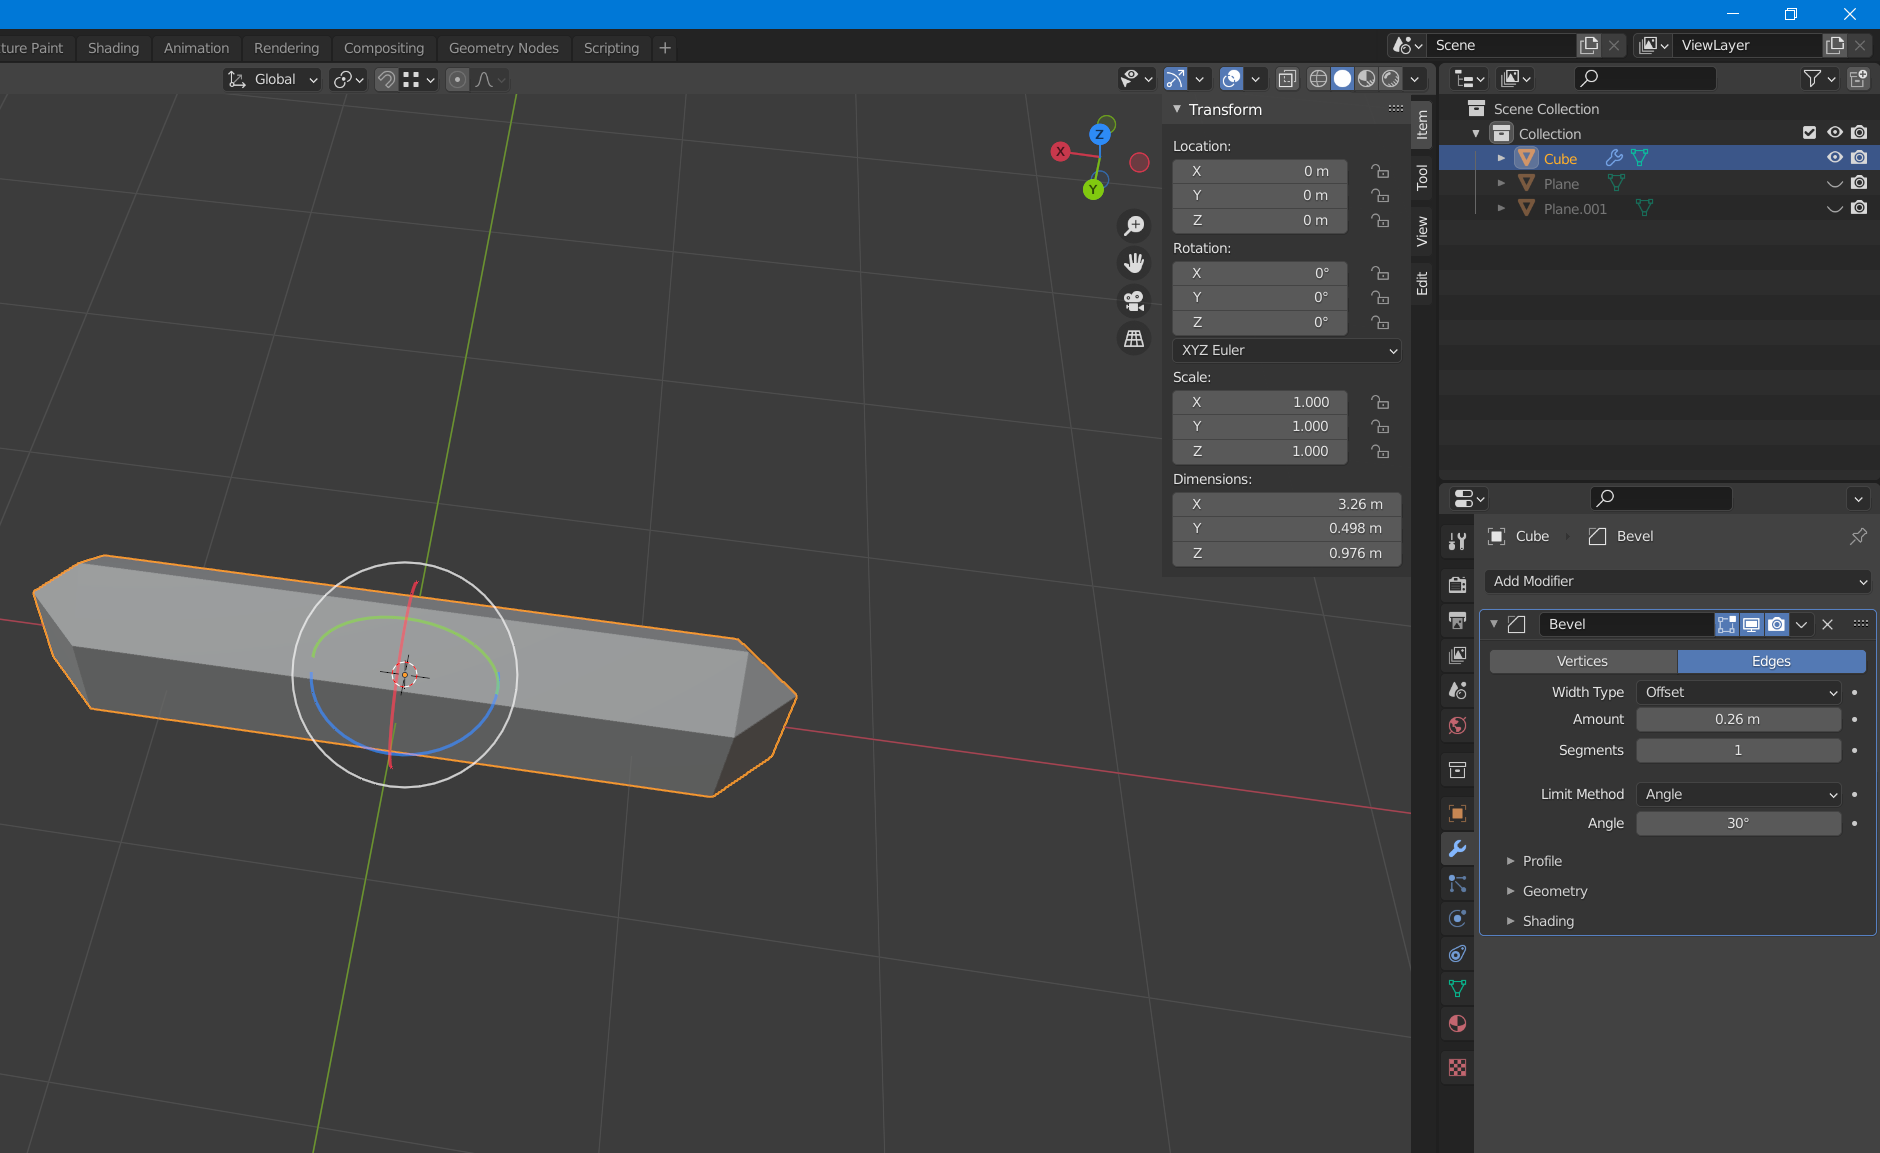 ture Paint
Shading
Animation
Rendering
Compositing
Geometry Nodes
Scripting
+
Scene
ViewLayer
Global
Transform
Location:
X 0 m
Y 0 m
Z 0 m
Rotation:
X 0°
Y 0°
Z 0°
XYZ Euler
Scale:
X 1.000
Y 1.000
Z 1.000
Dimensions:
X 3.26 m
Y 0.498 m
Z 0.976 m
Item
Tool
View
Edit
Z
X
Y
Scene Collection
Collection
Cube
Plane
Plane.001
Cube
Bevel
Add Modifier
Bevel
Vertices
Edges
Width Type Offset
Amount 0.26 m
Segments 1
Limit Method Angle
Angle 30°
Profile
Geometry
Shading